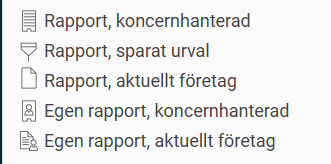 Rapport, koncernhanterad
Rapport, sparat urval
Rapport, aktuellt företag
Egen rapport, koncernhanterad
Egen rapport, aktuellt företag